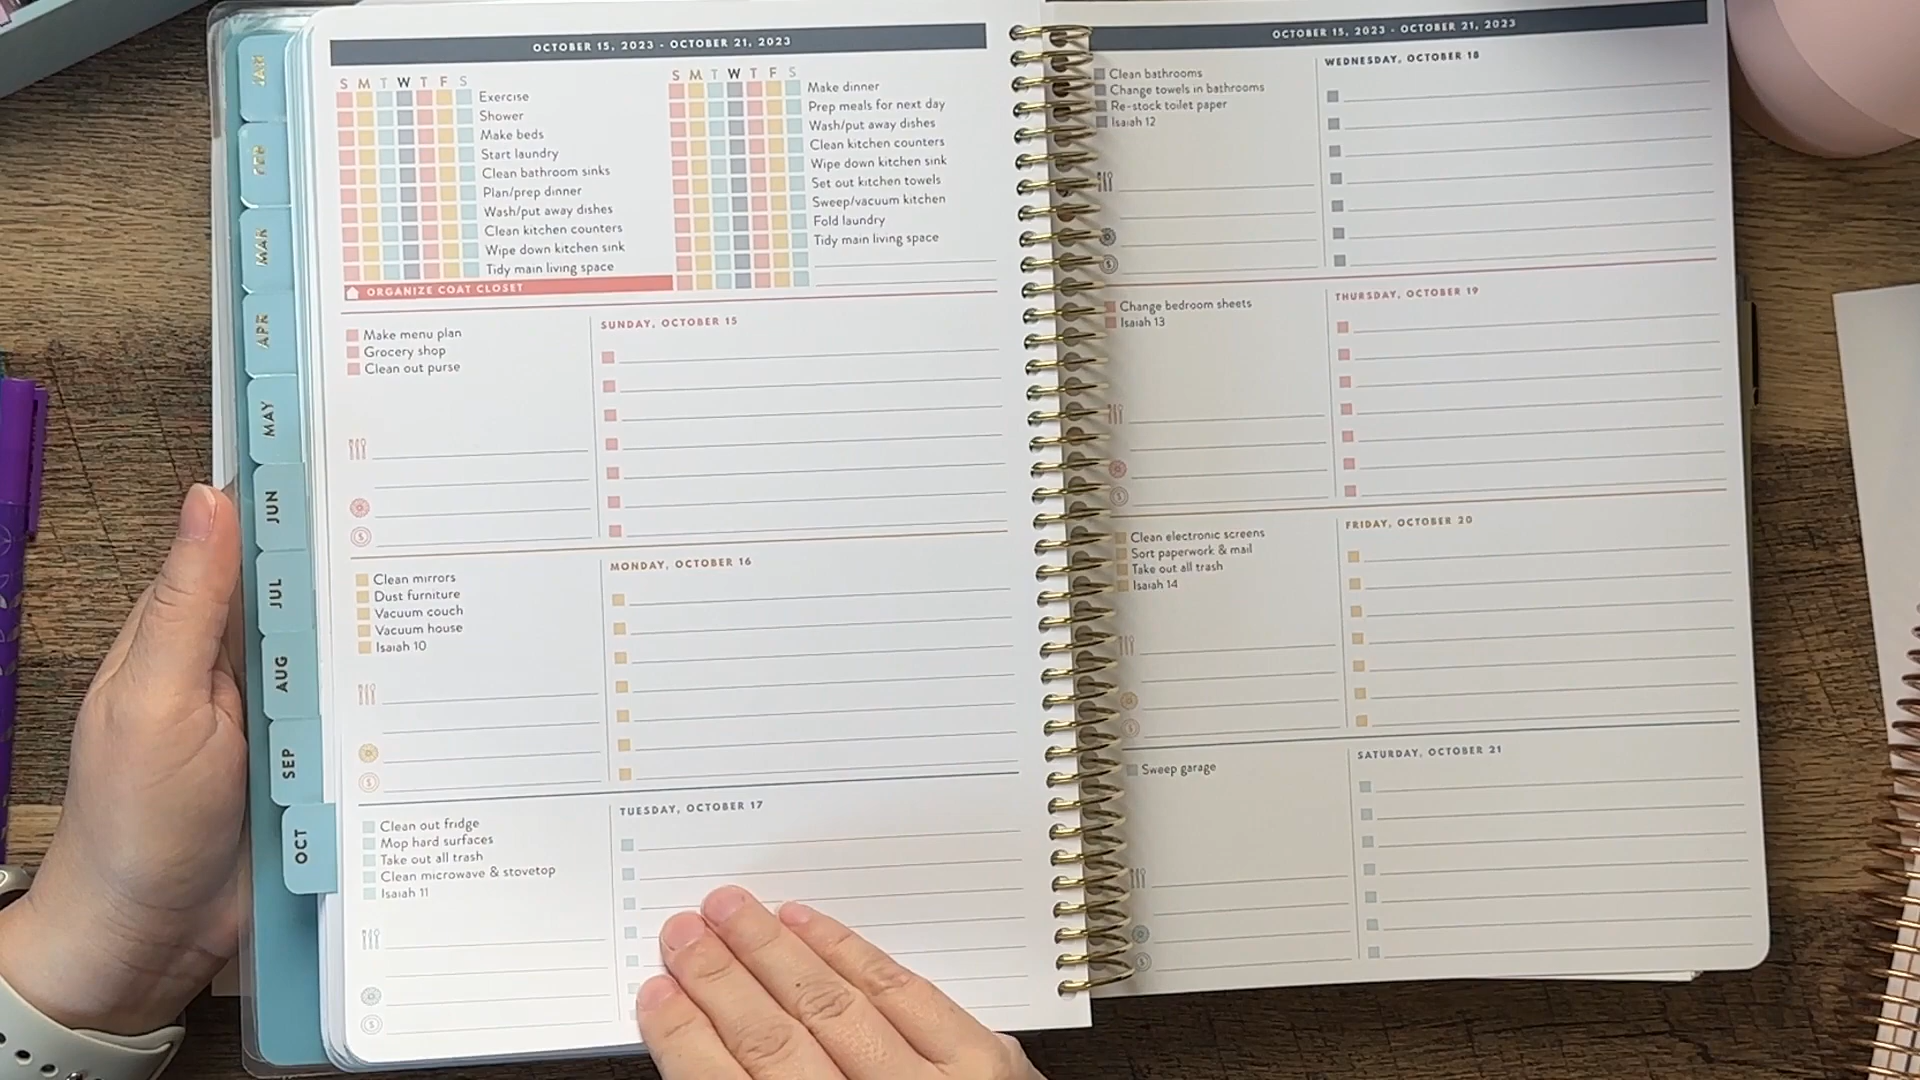 JAN
FEB
MAR
APR
MAY
JUN
JUL
AUG
SEP
OCT
OCTOBER 15, 2023 - OCTOBER 21, 2023
S M T W T F S
Exercise
Shower
Make beds
Start laundry
Clean bathroom sinks
Plan/prep dinner
Wash/put away dishes
Clean kitchen counters
Wipe down kitchen sink
Tidy main living space
S M T W T F S
Make dinner
Prep meals for next day
Wash/put away dishes
Clean kitchen counters
Wipe down kitchen sink
Set out kitchen towels
Sweep/vacuum kitchen
Fold laundry
Tidy main living space
ORGANIZE COAT CLOSET
Make menu plan
Grocery shop
Clean out purse
SUNDAY, OCTOBER 15
$
Clean mirrors
Dust furniture
Vacuum couch
Vacuum house
Isaiah 10
MONDAY, OCTOBER 16
$
Clean out fridge
Mop hard surfaces
Take out all trash
Clean microwave & stovetop
Isaiah 11
TUESDAY, OCTOBER 17
$
OCTOBER 15, 2023 - OCTOBER 21, 2023
Clean bathrooms
Change towels in bathrooms
Re-stock toilet paper
Isaiah 12
WEDNESDAY, OCTOBER 18
$
Change bedroom sheets
Isaiah 13
THURSDAY, OCTOBER 19
$
Clean electronic screens
Sort paperwork & mail
Take out all trash
Isaiah 14
FRIDAY, OCTOBER 20
$
Sweep garage
SATURDAY, OCTOBER 21
$